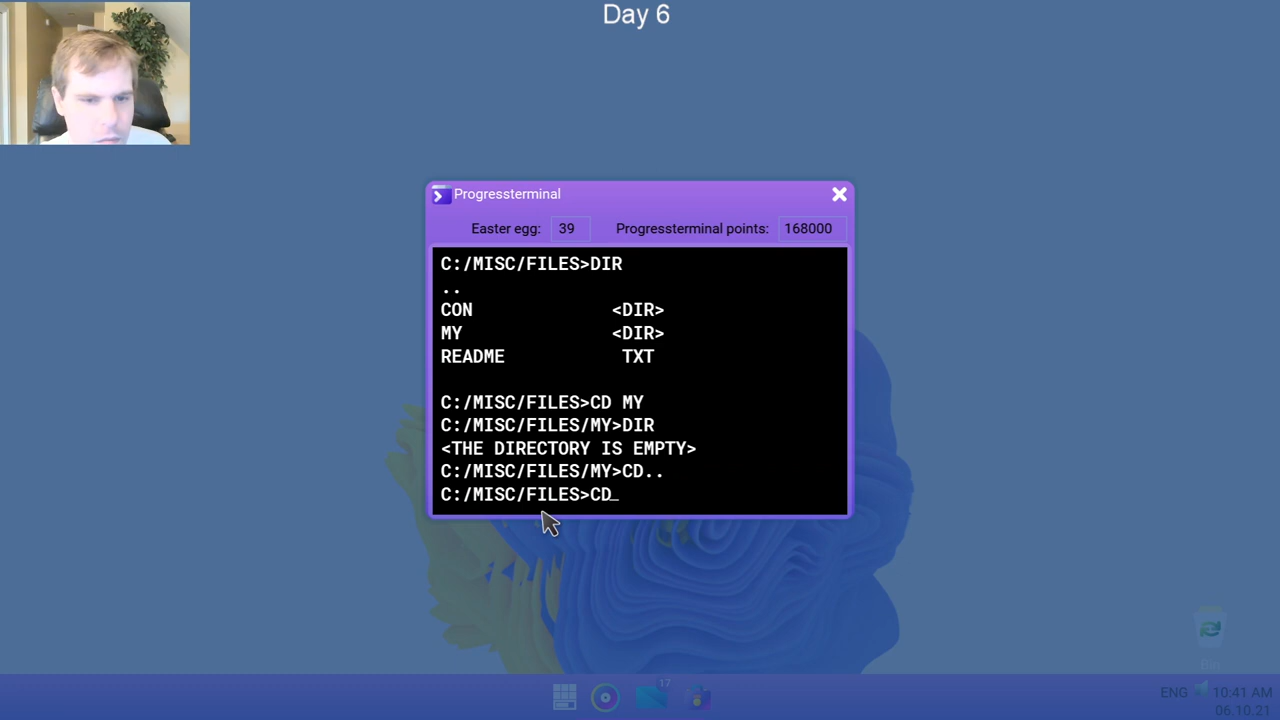 Day 6
Progressterminal
Easter egg: 39 Progressterminal points: 168000
C:/MISC/FILES>DIR
..
CON <DIR>
MY <DIR>
README TXT
C:/MISC/FILES>CD MY
C:/MISC/FILES/MY>DIR
<THE DIRECTORY IS EMPTY>
C:/MISC/FILES/MY>CD..
C:/MISC/FILES>CD_
Bin
17
ENG 10:41 AM
06.10.21